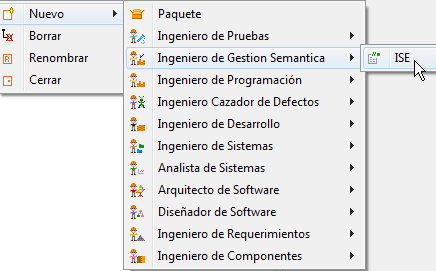 Nuevo
Borrar
Renombrar
Cerrar
Paquete
Ingeniero de Pruebas
Ingeniero de Gestion Semantica
Ingeniero de Programación
Ingeniero Cazador de Defectos
Ingeniero de Desarrollo
Ingeniero de Sistemas
Analista de Sistemas
Arquitecto de Software
Diseñador de Software
Ingeniero de Requerimientos
Ingeniero de Componentes
ISE